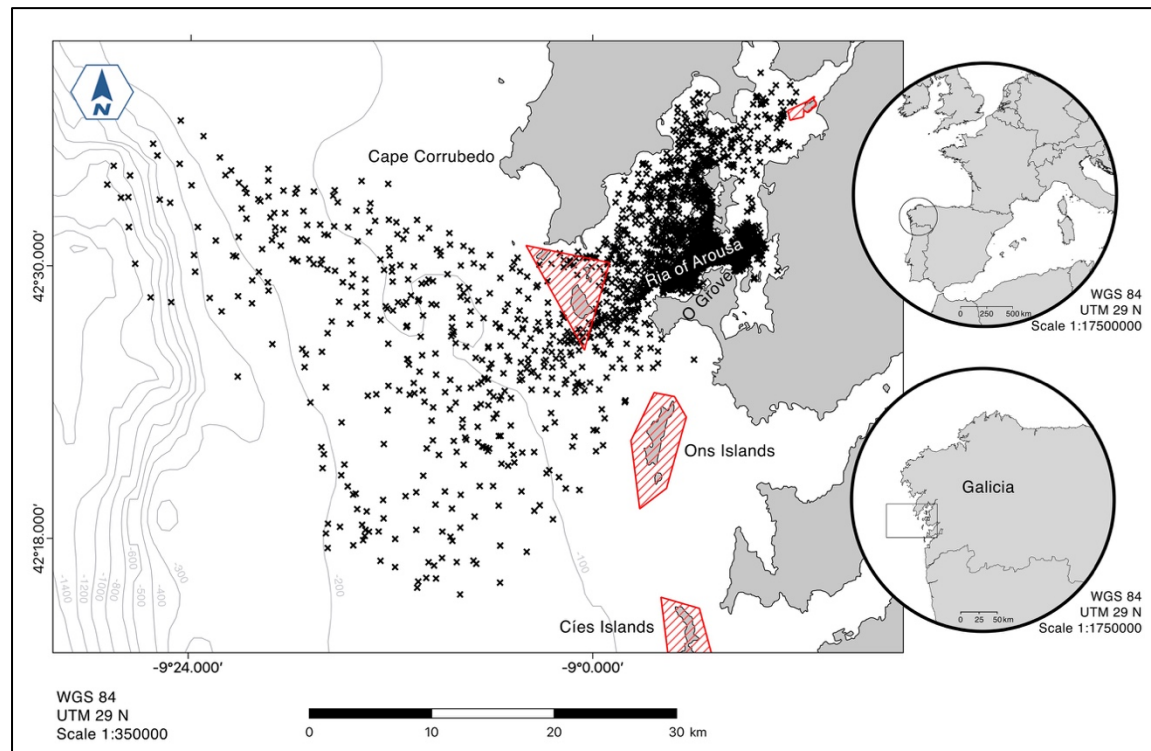 N
Cape Corrubedo
Ria of Arousa
O Grove
Ons Islands
Cíes Islands
42°30.000'
42°18.000'
-9°24.000'
-9°0.000'
-1400
-1200
-1000
-800
-600
-500
-400
-300
-200
-100
WGS 84
UTM 29 N
Scale 1:350000
0 10 20 30 km
0 250 500 km
WGS 84
UTM 29 N
Scale 1:17500000
Galicia
0 25 50 km
WGS 84
UTM 29 N
Scale 1:1750000